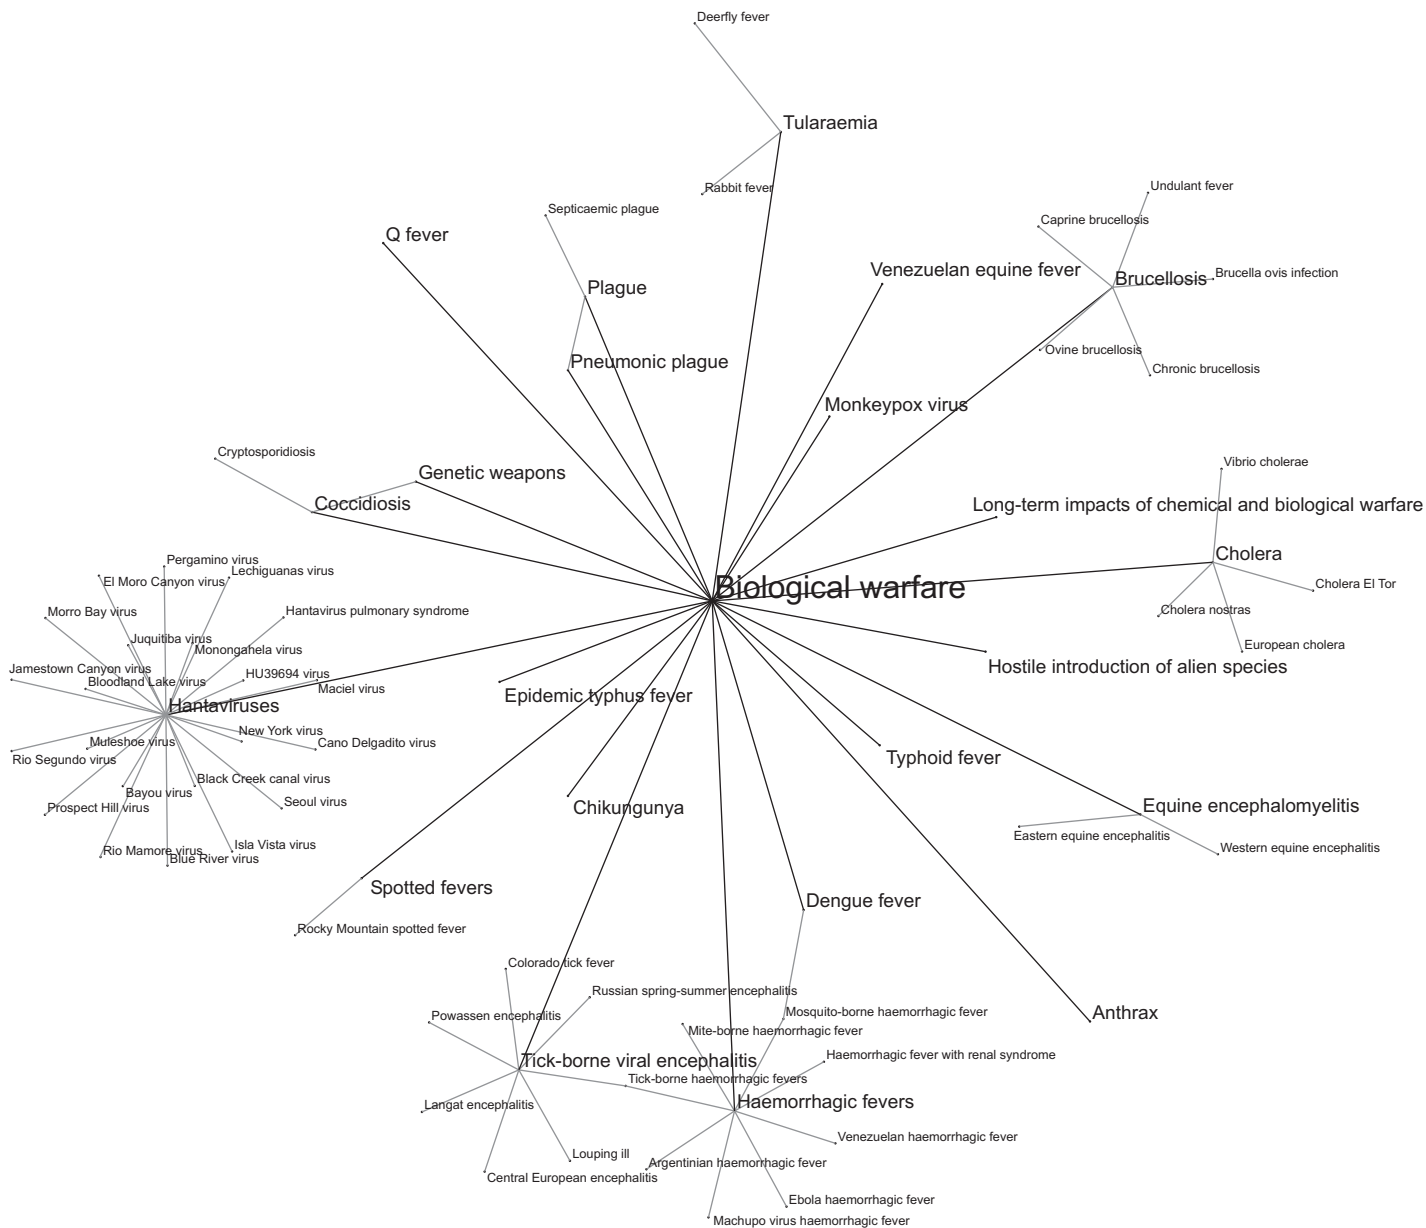 Deerfly fever
Tularaemia
Rabbit fever
Undulant fever
Septicaemic plague
Caprine brucellosis
Q fever
Venezuelan equine fever
Brucellosis
Brucella ovis infection
Plague
Ovine brucellosis
Pneumonic plague
Chronic brucellosis
Monkeypox virus
Cryptosporidiosis
Vibrio cholerae
Genetic weapons
Coccidiosis
Long-term impacts of chemical and biological warfare
Cholera
Pergamino virus
El Moro Canyon virus
Lechiguanas virus
Biological warfare
Cholera El Tor
Morro Bay virus
Hantavirus pulmonary syndrome
Cholera nostras
Juquitiba virus
Monongahela virus
European cholera
Jamestown Canyon virus
Hostile introduction of alien species
HU39694 virus
Bloodland Lake virus
Maciel virus
Epidemic typhus fever
Hantaviruses
New York virus
Muleshoe virus
Cano Delgadito virus
Rio Segundo virus
Typhoid fever
Black Creek canal virus
Bayou virus
Seoul virus
Prospect Hill virus
Chikungunya
Equine encephalomyelitis
Eastern equine encephalitis
Isla Vista virus
Rio Mamore virus
Blue River virus
Western equine encephalitis
Spotted fevers
Dengue fever
Rocky Mountain spotted fever
Colorado tick fever
Russian spring-summer encephalitis
Powassen encephalitis
Mosquito-borne haemorrhagic fever
Anthrax
Mite-borne haemorrhagic fever
Haemorrhagic fever with renal syndrome
Tick-borne viral encephalitis
Tick-borne haemorrhagic fevers
Haemorrhagic fevers
Langat encephalitis
Venezuelan haemorrhagic fever
Louping ill
Argentinian haemorrhagic fever
Central European encephalitis
Ebola haemorrhagic fever
Machupo virus haemorrhagic fever